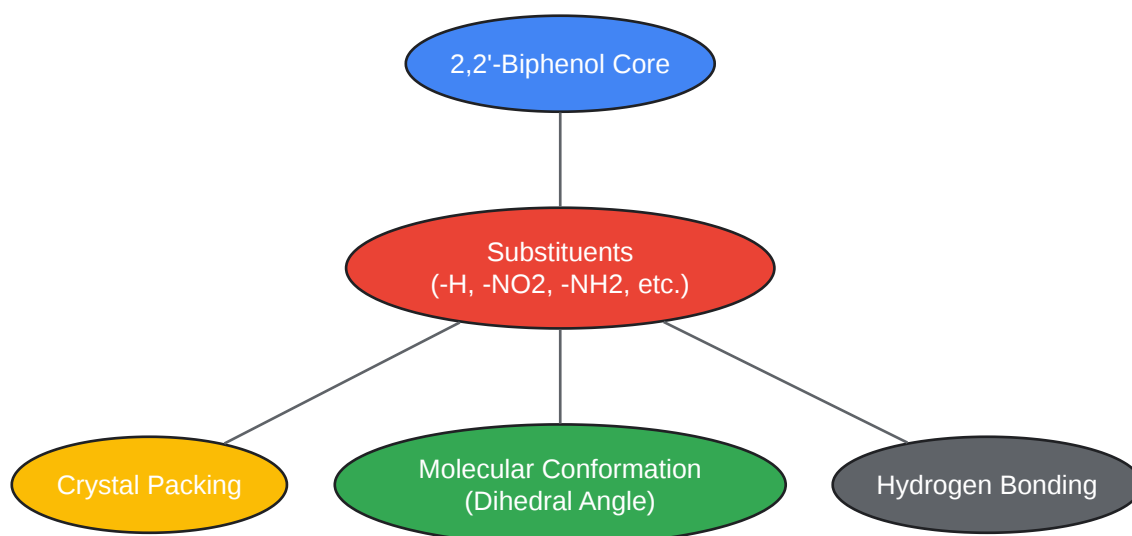 2,2'-Biphenol Core
Substituents
(-H, -NO2, -NH2, etc.)
Crystal Packing
Molecular Conformation
(Dihedral Angle)
Hydrogen Bonding